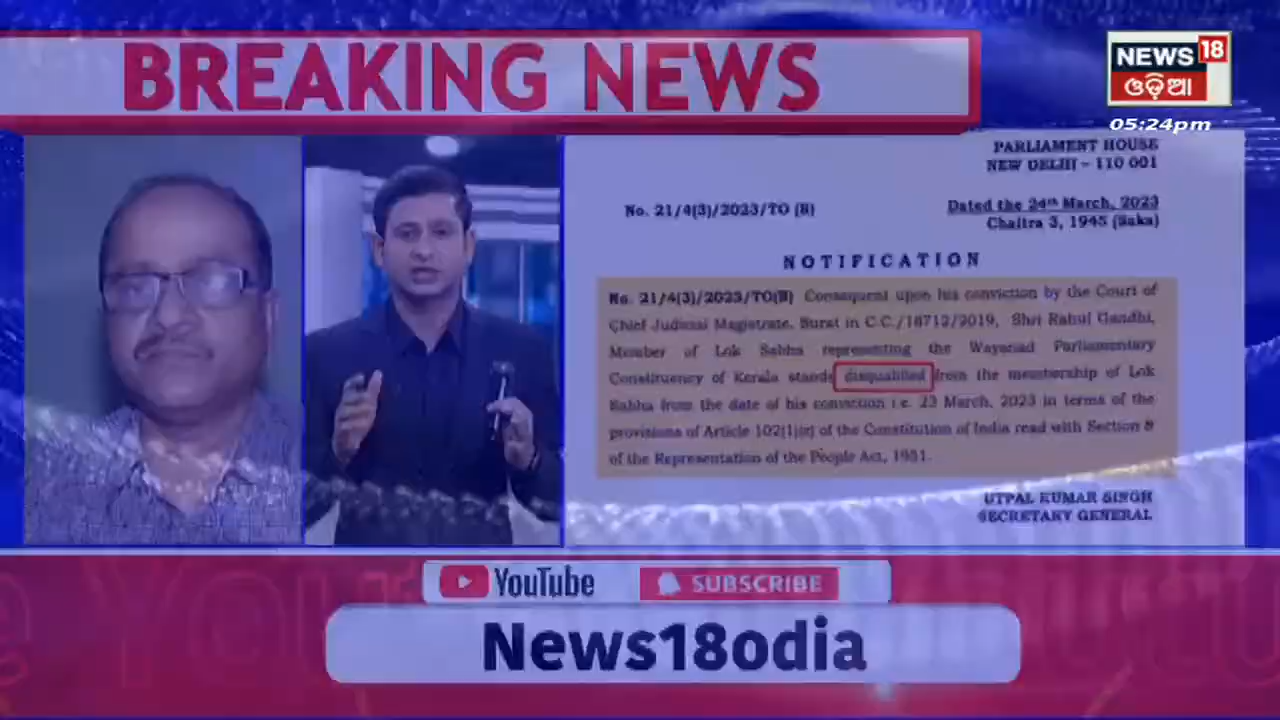 BREAKING NEWS
NEWS 18
ଓଡ଼ିଆ
05:24pm
PARLIAMENT HOUSE
NEW DELHI – 110 001
No. 21/4(3)/2023/TO (B)
Dated the 24th March, 2023
Chaitra 3, 1945 (Saka)
NOTIFICATION
No. 21/4(3)/2023/TO(B) Consequent upon his conviction by the Court of
Chief Judicial Magistrate, Surat in C.C./18712/2019, Shri Rahul Gandhi,
Member of Lok Sabha representing the Wayanad Parliamentary
Constituency of Kerala stands disqualified from the membership of Lok
Sabha from the date of his conviction i.e. 23 March, 2023 in terms of the
provisions of Article 102(1)(e) of the Constitution of India read with Section 8
of the Representation of the People Act, 1951.
UTPAL KUMAR SINGH
SECRETARY GENERAL
YouTube
SUBSCRIBE
News18odia